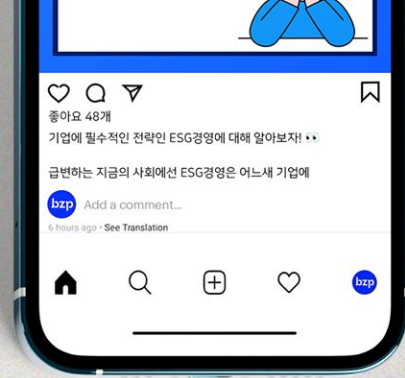 좋아요 48개
기업에 필수적인 전략인 ESG경영에 대해 알아보자! 👀
급변하는 지금의 사회에선 ESG경영은 어느새 기업에
bzp Add a comment...
6 hours ago · See Translation
bzp